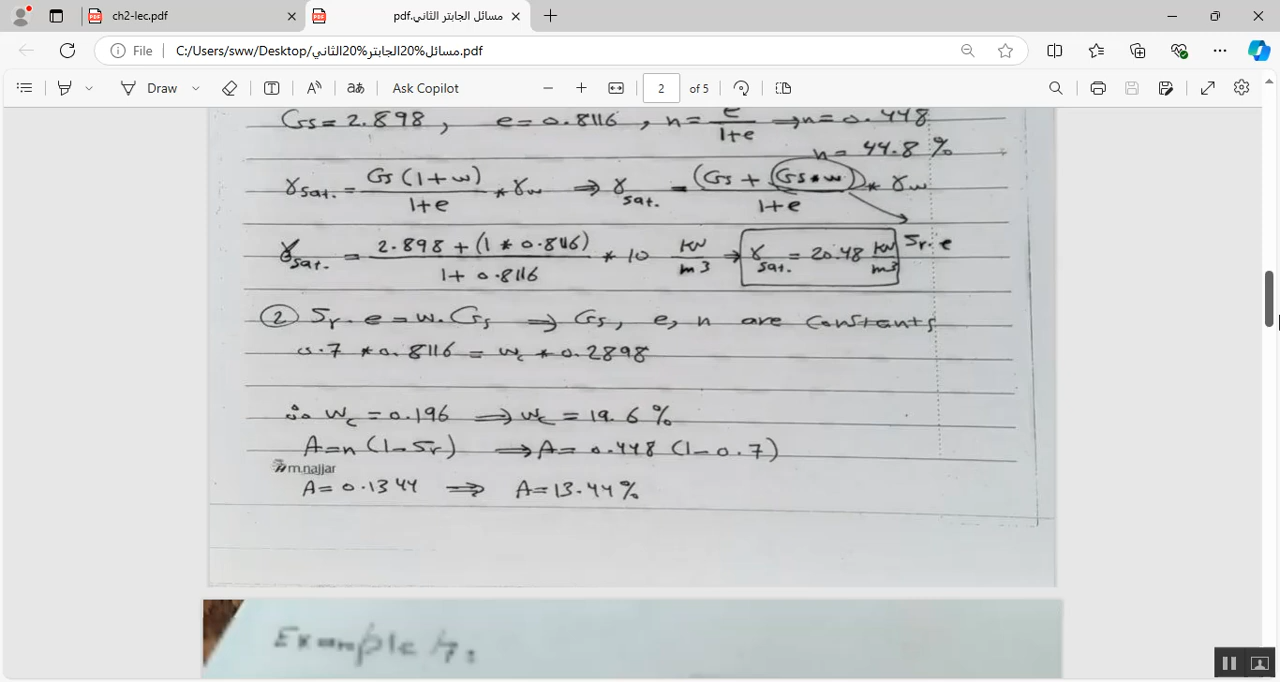 ch2-lec.pdf
مسائل الجابتر الثاني.pdf
File C:/Users/sww/Desktop/مسائل%20الجابتر%20الثاني.pdf
Draw Ask Copilot 2 of 5
Gs = 2.898 , e = 0.8116 , n = e/1+e ⇒ n = 0.448
n = 44.8 %
γsat. = Gs (1+w)/1+e * γw ⇒ γsat. = (Gs + (Gs*w))/1+e * γw
Sr.e
γsat. = 2.898 + (1 * 0.8116)/1 + 0.8116 * 10 KN/m3 → γsat. = 20.48 KN/m3
② Sr. e = w. Gs ⇒ Gs, e, n are constants
0.7 * 0.8116 = wc * 0.2898
∴ wc = 0.196 ⇒ wc = 19.6 %
A = n (1 - Sr) ⇒ A = 0.448 (1 - 0.7)
m.najjar
A = 0.1344 ⇒ A = 13.44 %
Example 17: